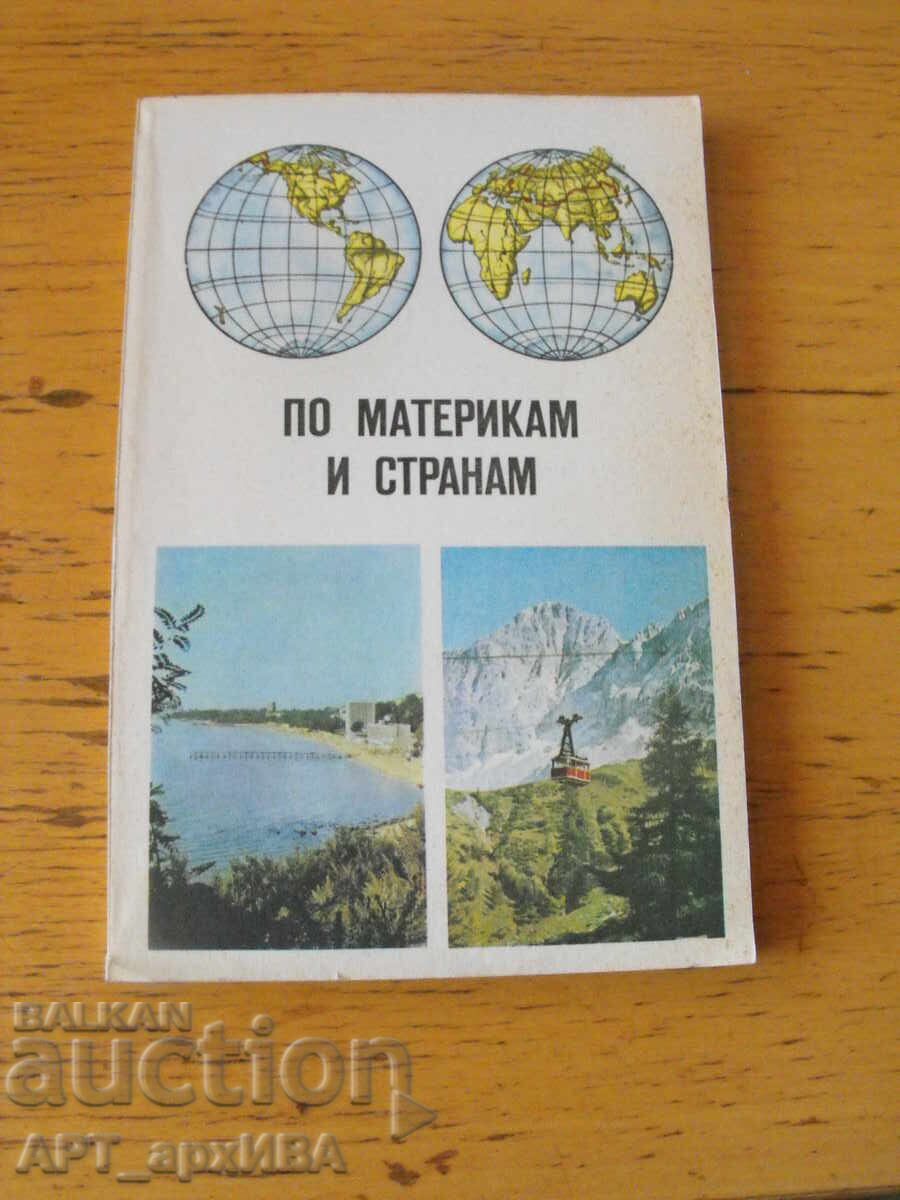 ПО МАТЕРИКАМ
И СТРАНАМ
BALKAN
auction
АРТ_архИВА